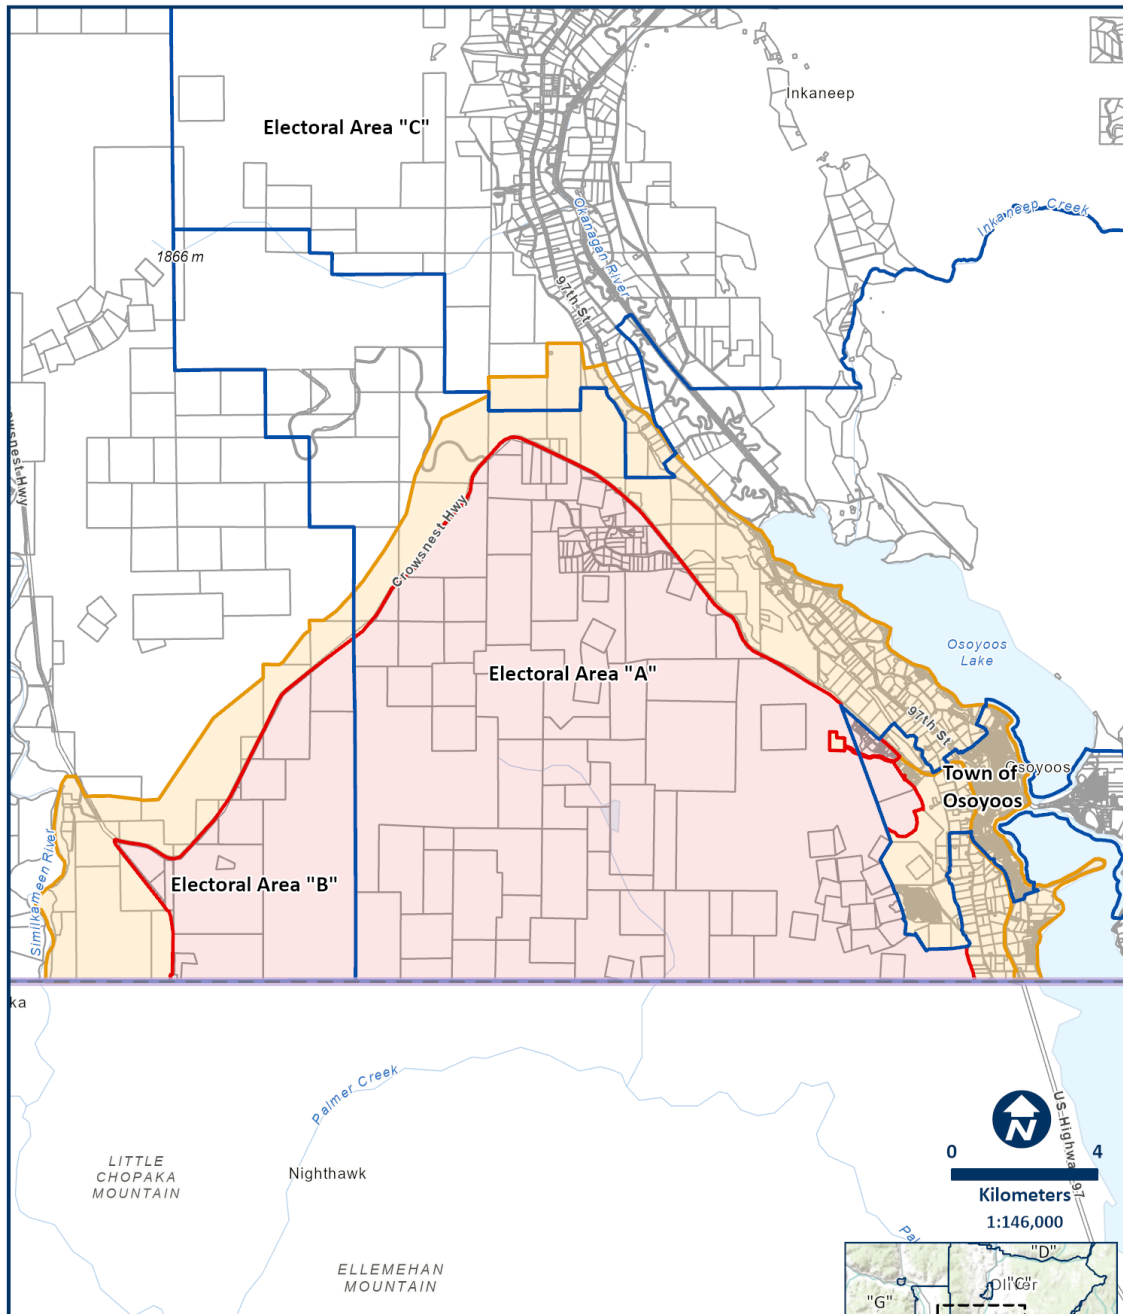 Inkaneep
Electoral Area "C"
Okanagan River
Inkaneep Creek
1866 m
97th St
Crowsnest Hwy
Osoyoos
Lake
Electoral Area "A"
97th St
Osoyoos
Town of
Osoyoos
Electoral Area "B"
Similkameen River
ka
Palmer Creek
US Highway 97
0 4
N
Kilometers
1:146,000
LITTLE
CHOPAKA
MOUNTAIN
Nighthawk
ELLEMEHAN
MOUNTAIN
"D"
Oliver
"C"
"G"